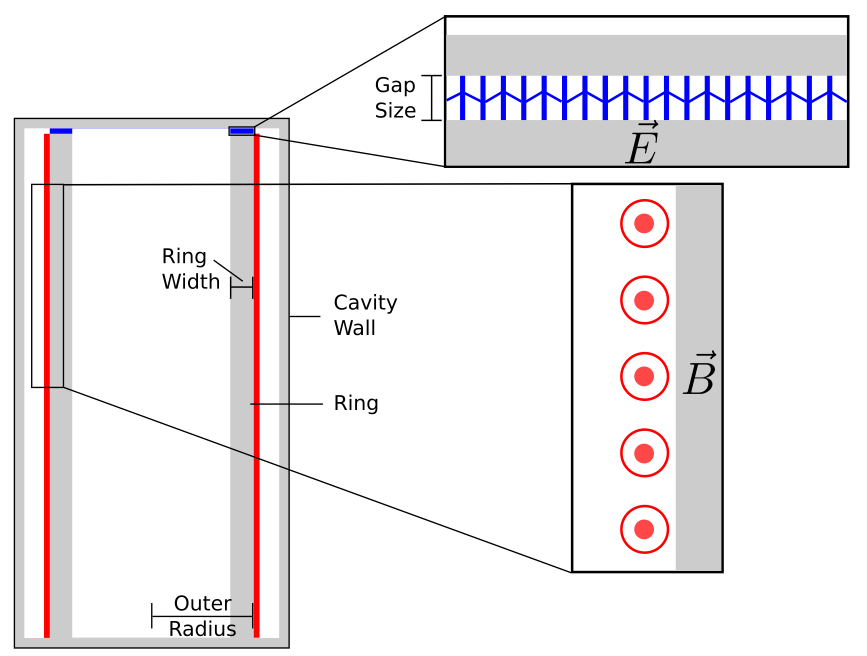 Gap
Size
E
Ring
Width
Cavity
Wall
B
Ring
Outer
Radius